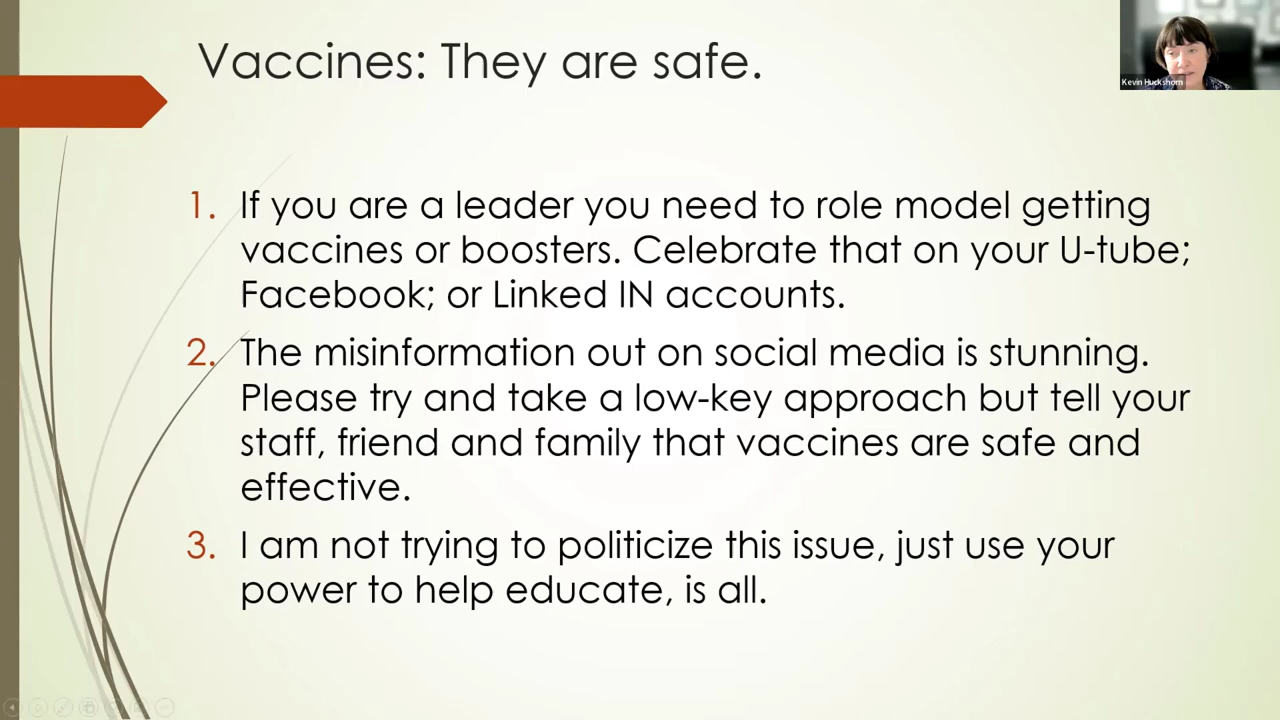 Vaccines: They are safe.
Kevin Huckshorn
1. If you are a leader you need to role model getting
vaccines or boosters. Celebrate that on your U-tube;
Facebook; or Linked IN accounts.
2. The misinformation out on social media is stunning.
Please try and take a low-key approach but tell your
staff, friend and family that vaccines are safe and
effective.
3. I am not trying to politicize this issue, just use your
power to help educate, is all.